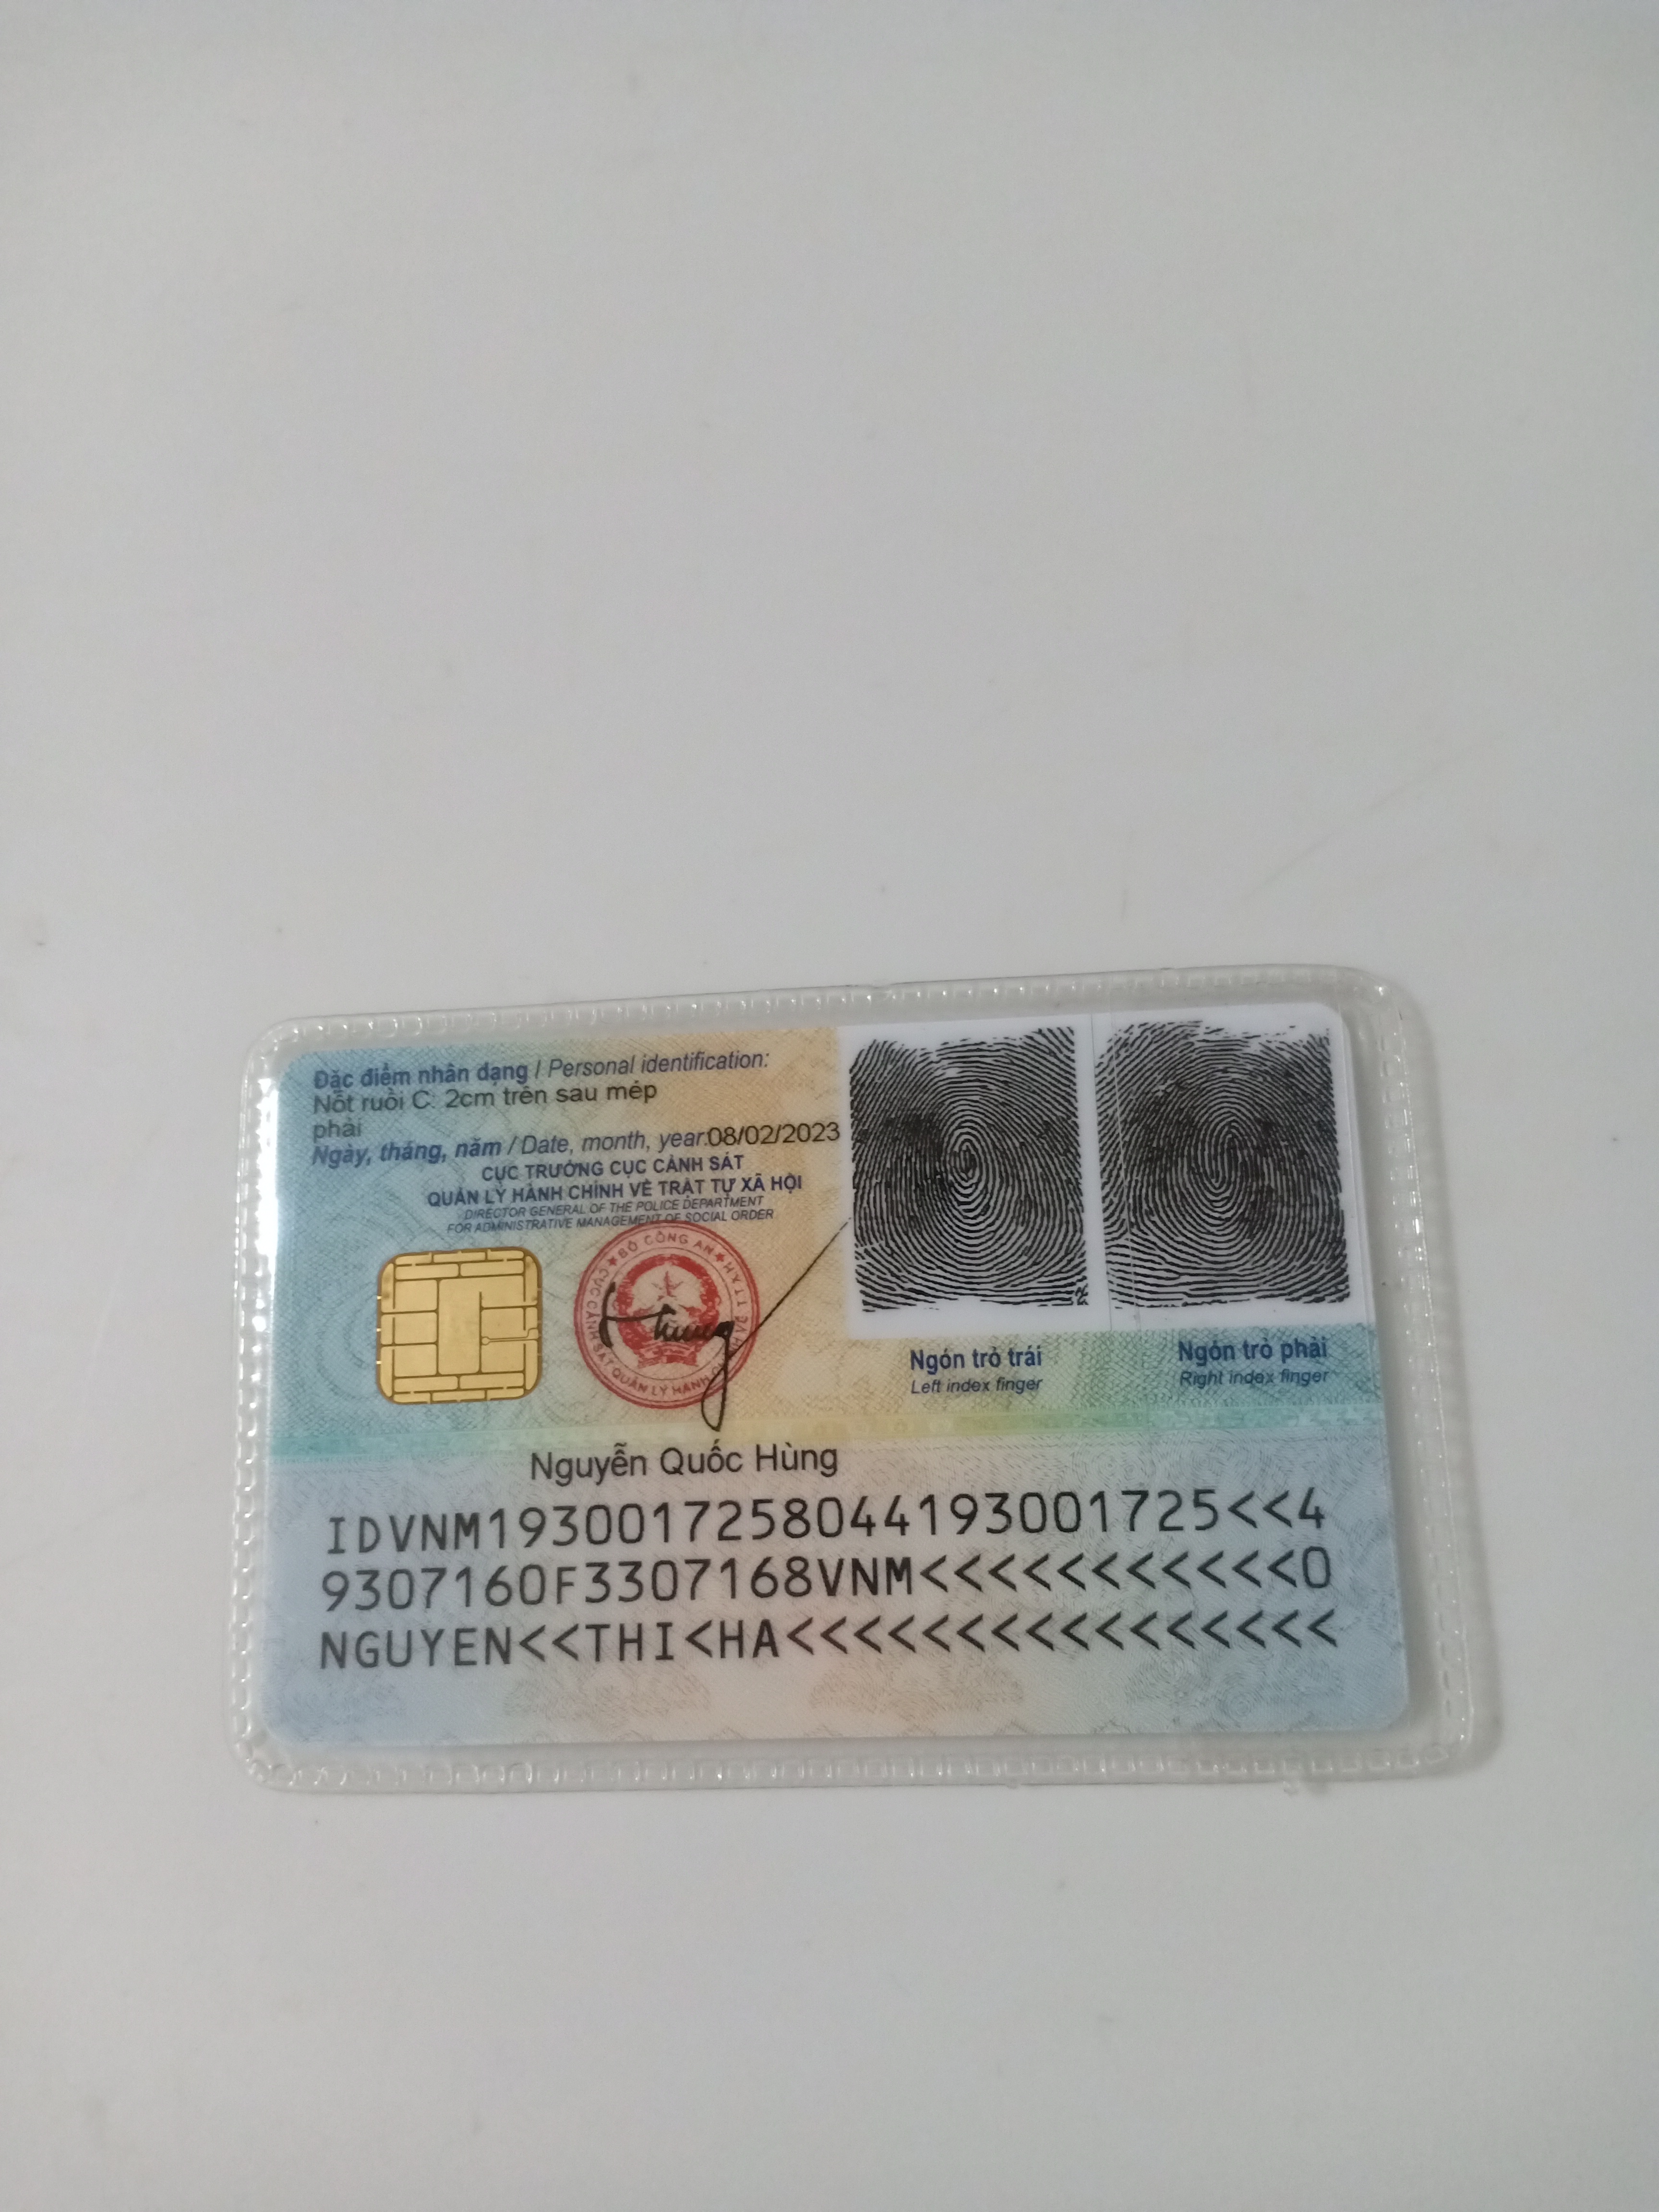 Đặc điểm nhân dạng / Personal identification:
Nốt ruồi C: 2cm trên sau mép
phải
Ngày, tháng, năm / Date, month, year:08/02/2023
CỤC TRƯỞNG CỤC CẢNH SÁT
QUẢN LÝ HÀNH CHÍNH VỀ TRẬT TỰ XÃ HỘI
DIRECTOR GENERAL OF THE POLICE DEPARTMENT
FOR ADMINISTRATIVE MANAGEMENT OF SOCIAL ORDER
BỘ CÔNG AN
CỤC CẢNH SÁT QUẢN LÝ HÀNH
Hùng
Ngón trỏ trái
Left index finger
Ngón trỏ phải
Right index finger
Nguyễn Quốc Hùng
IDVNM1930017258044193001725<<4
9307160F3307168VNM<<<<<<<<<<<0
NGUYEN<<THI<HA<<<<<<<<<<<<<<<<